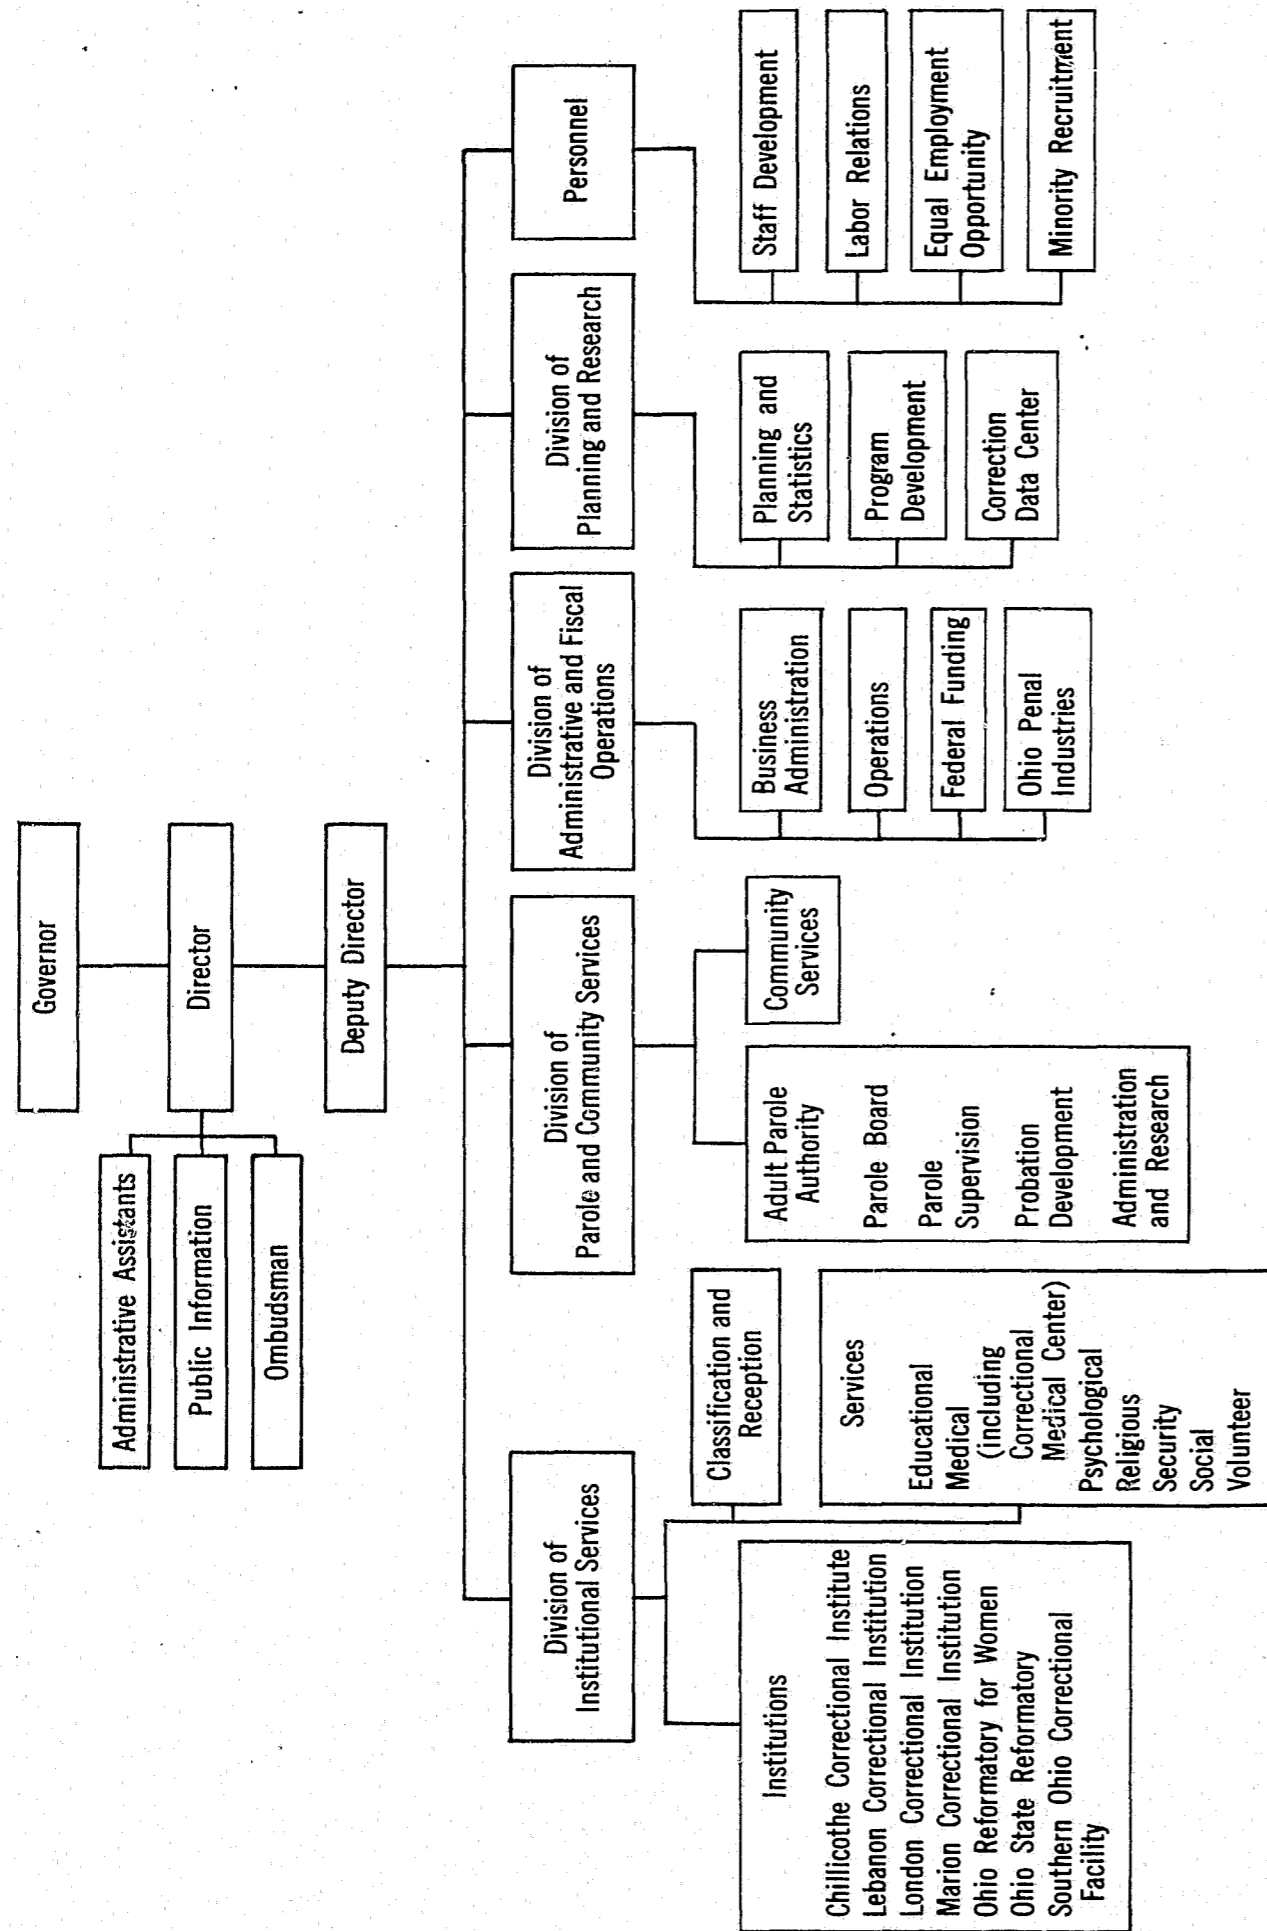 Governor
Director
Administrative Assistants
Public Information
Ombudsman
Deputy Director
Division of
Institutional Services
Division of
Parole and Community Services
Division of
Administrative and Fiscal
Operations
Division of
Planning and Research
Personnel
Institutions
Chillicothe Correctional Institute
Lebanon Correctional Institution
London Correctional Institution
Marion Correctional Institution
Ohio Reformatory for Women
Ohio State Reformatory
Southern Ohio Correctional
Facility
Classification and
Reception
Services
Educational
Medical
(including
Correctional
Medical Center)
Psychological
Religious
Security
Social
Volunteer
Adult Parole
Authority
Parole Board
Parole
Supervision
Probation
Development
Administration
and Research
Community
Services
Business
Administration
Operations
Federal Funding
Ohio Penal
Industries
Planning and
Statistics
Program
Development
Correction
Data Center
Staff Development
Labor Relations
Equal Employment
Opportunity
Minority Recruitment